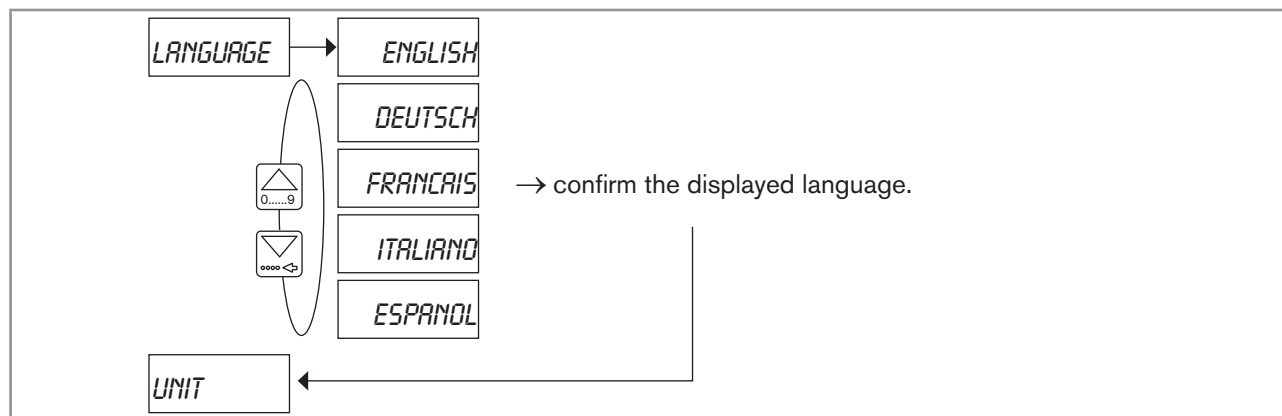 LANGUAGE
ENGLISH
DEUTSCH
0......9
FRANCAIS
→ confirm the displayed language.
ITALIANO
ESPANOL
UNIT